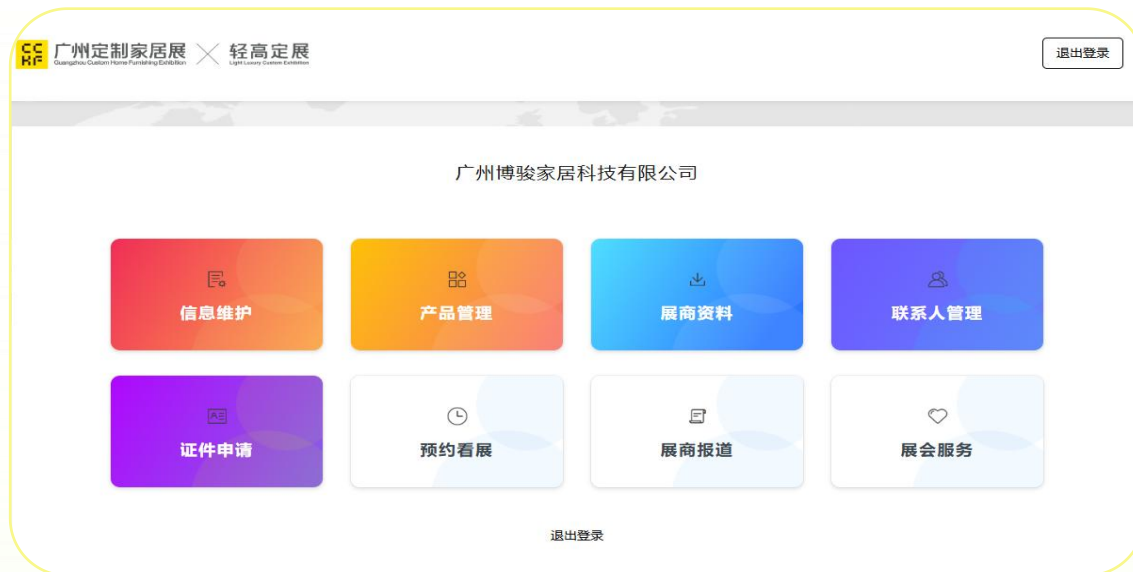 CC
HF
广州定制家居展
轻高定展
Guangzhou Custom Home Furnishing Exhibition
Light Luxury Custom Exhibition
退出登录
广州博骏家居科技有限公司
信息维护
产品管理
展商资料
联系人管理
证件申请
预约看展
展商报道
展会服务
退出登录